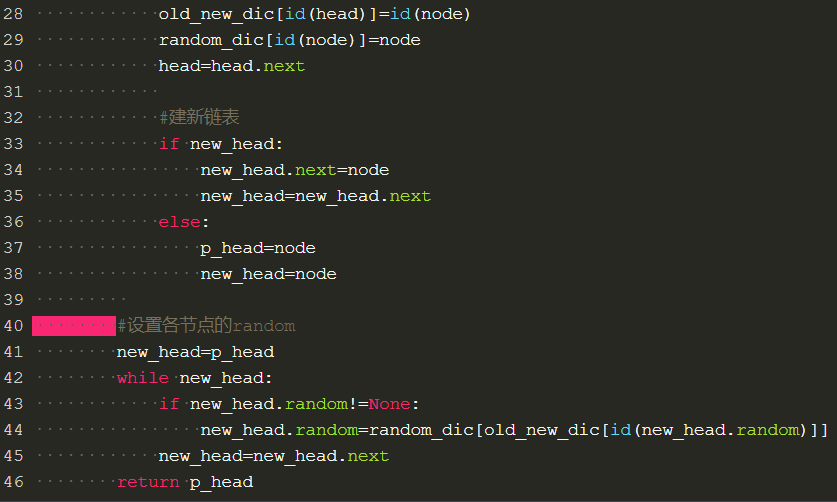 28 old_new_dic[id(head)]=id(node)
29 random_dic[id(node)]=node
30 head=head.next
31
32 #建新链表
33 if new_head:
34 new_head.next=node
35 new_head=new_head.next
36 else:
37 p_head=node
38 new_head=node
39
40 #设置各节点的random
41 new_head=p_head
42 while new_head:
43 if new_head.random!=None:
44 new_head.random=random_dic[old_new_dic[id(new_head.random)]]
45 new_head=new_head.next
46 return p_head